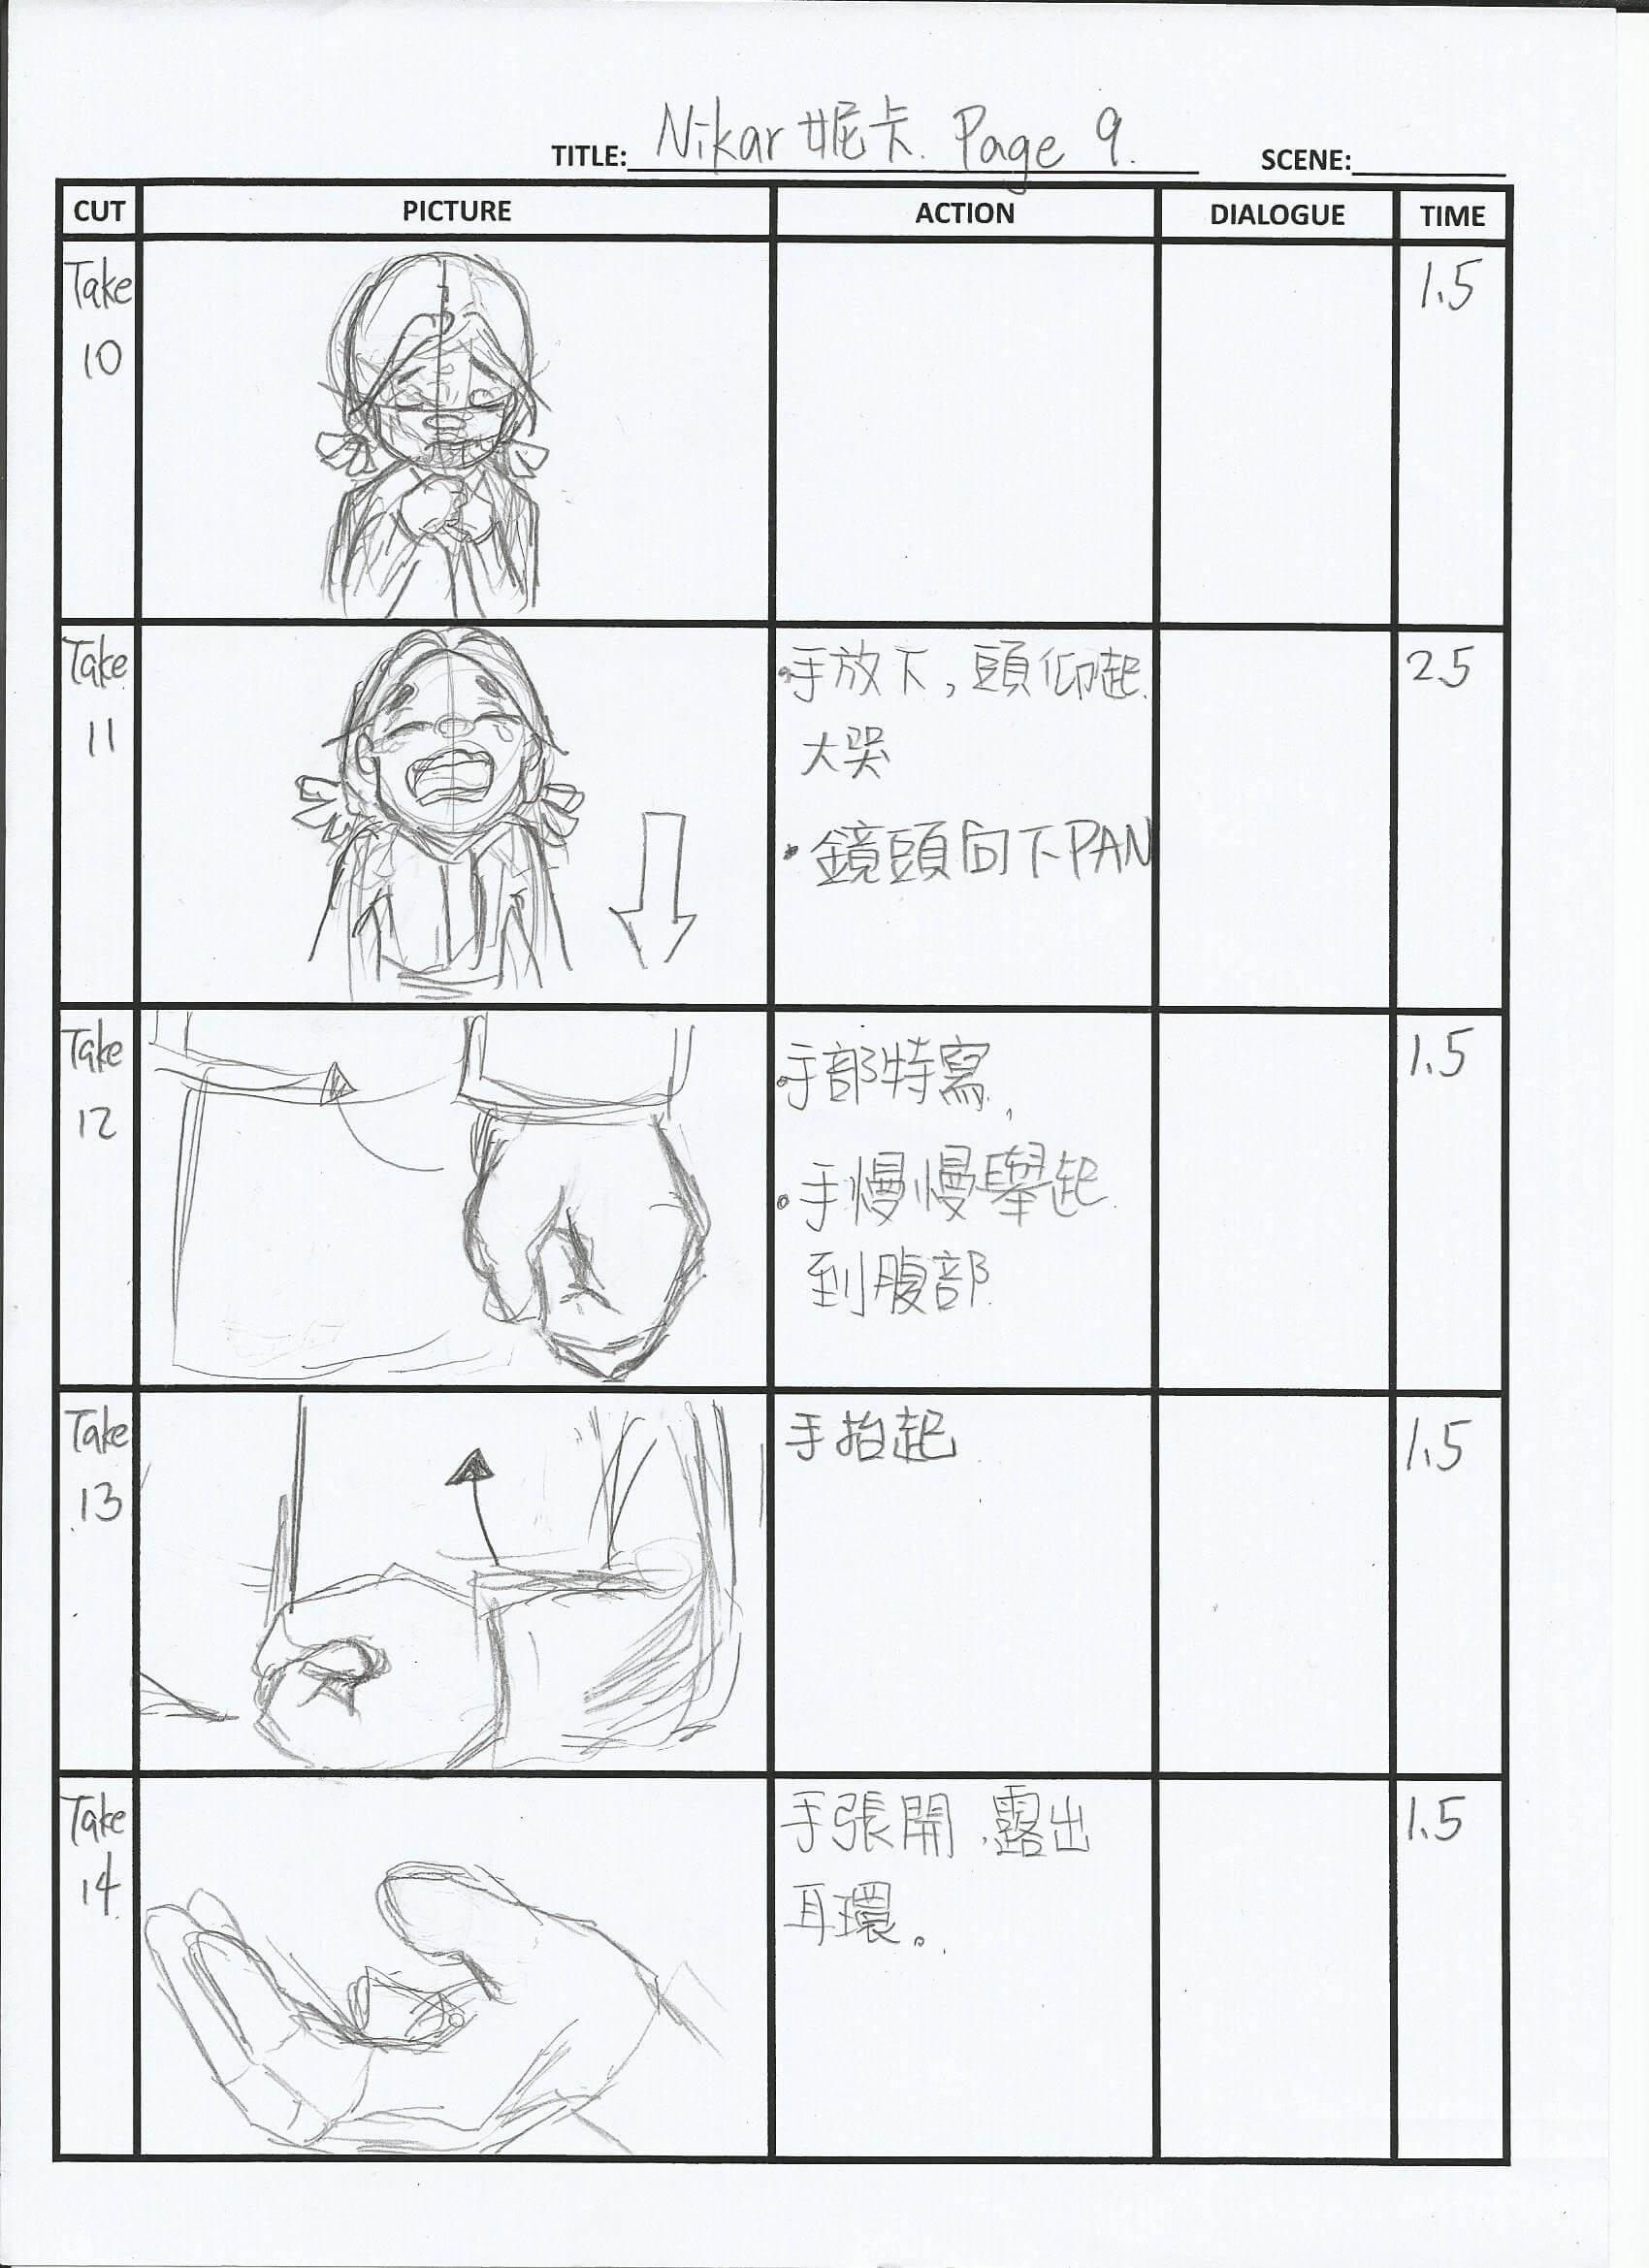 TITLE: Nikar 妮卡. Page 9. SCENE:
CUT PICTURE ACTION DIALOGUE TIME
Take 10 1.5
Take 11 ·手放下,頭仰起. 2.5
大哭
·鏡頭向下PAN
Take 12 ·手部特寫, 1.5
·手慢慢舉起.
到腹部.
Take 13 手抬起 1.5
Take 14 手張開.露出 1.5
耳環。